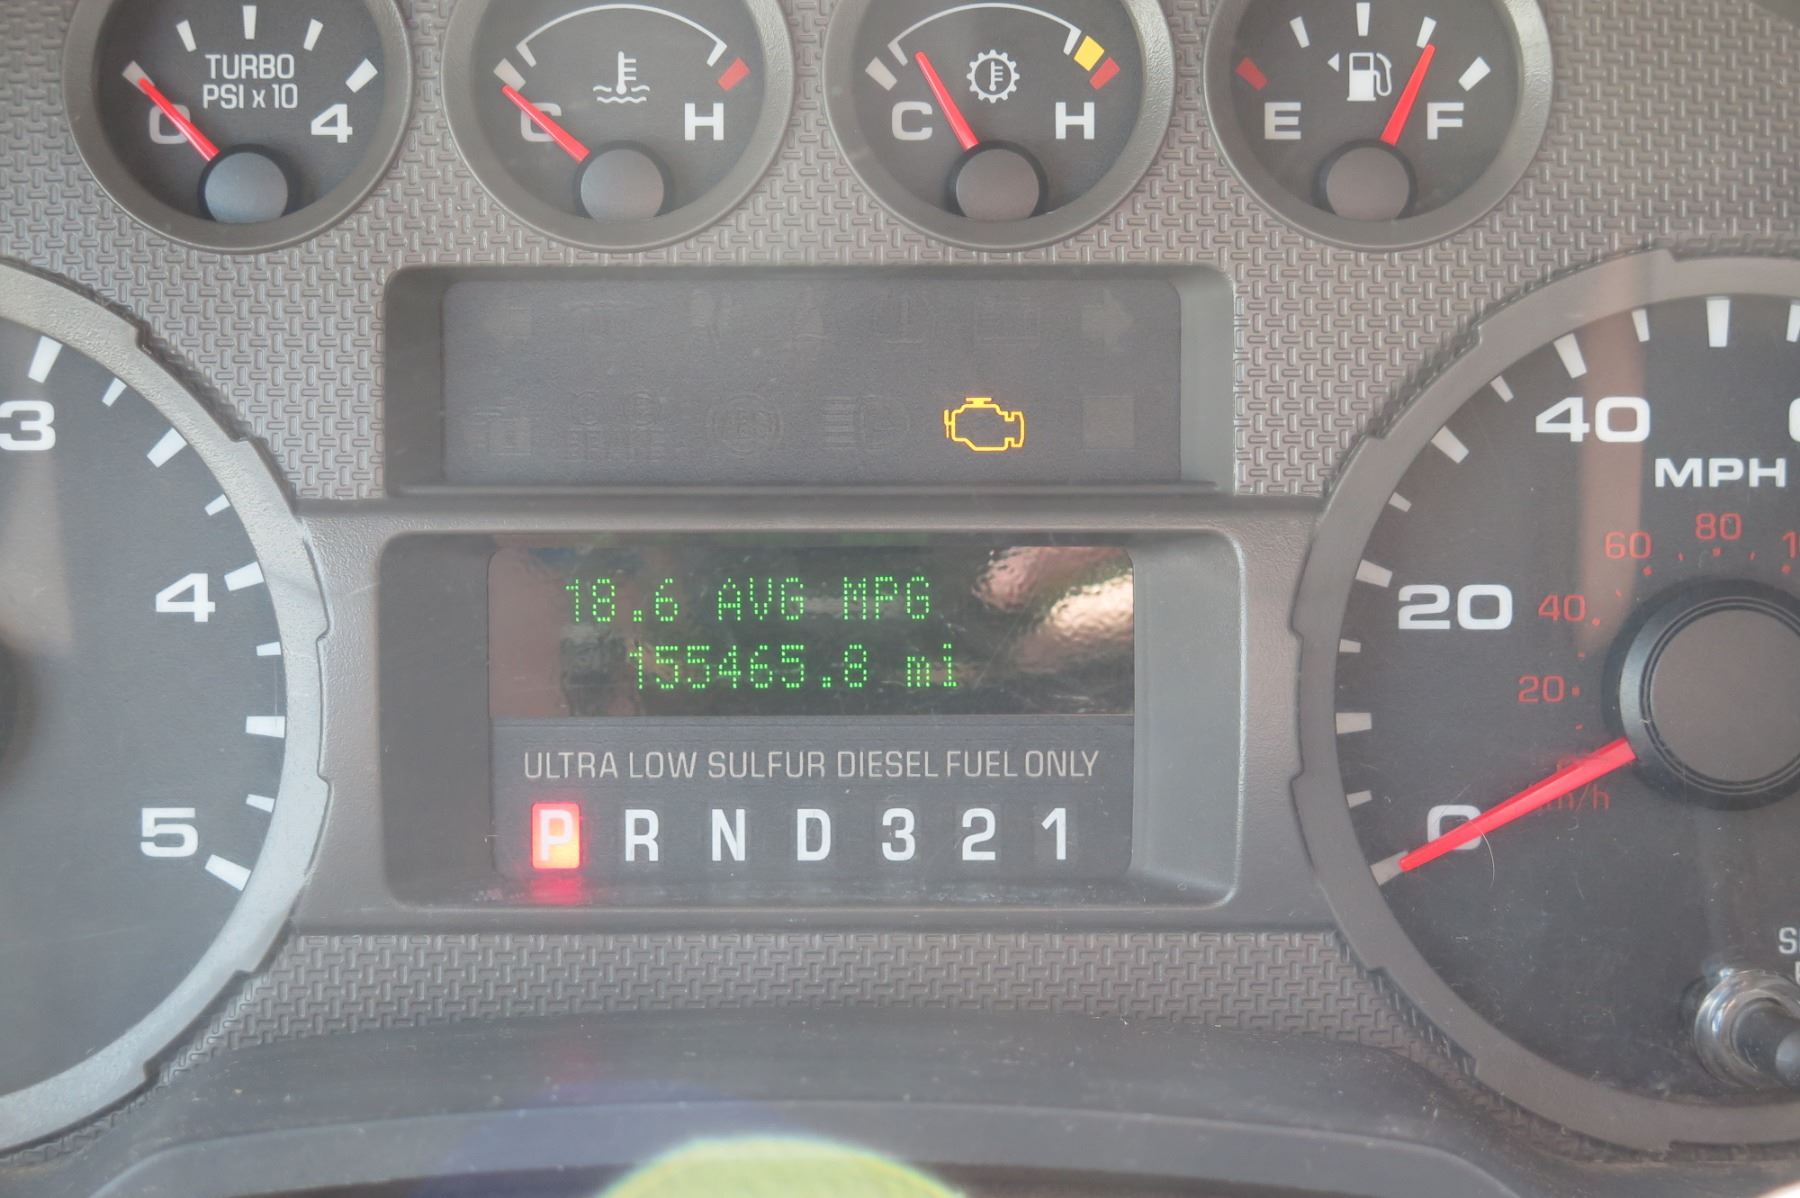 TURBO
PSI x 10
0 4
C H
C H
E F
3
4
5
40
MPH
60 80
20 40
20
0
km/h
18.6 AVG MPG
155465.8 mi
ULTRA LOW SULFUR DIESEL FUEL ONLY
P R N D 3 2 1